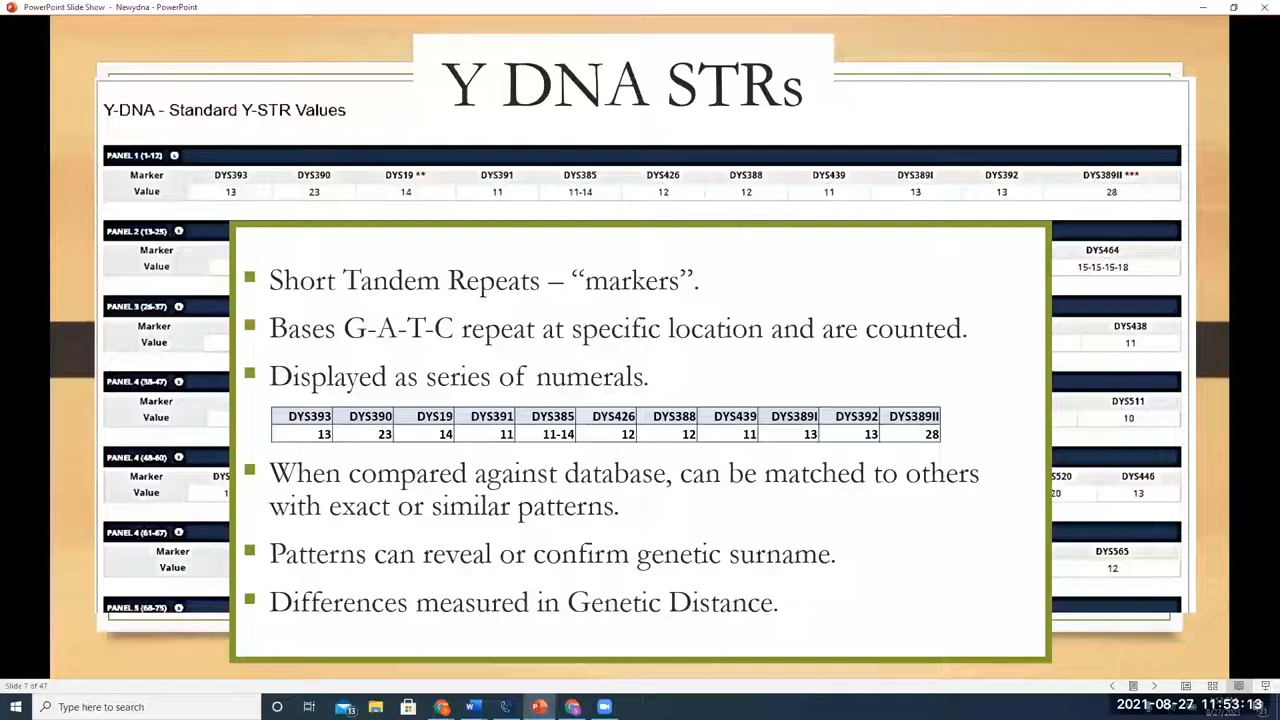 PowerPoint Slide Show - Newydna - PowerPoint
Y DNA STRs
Y-DNA - Standard Y-STR Values
PANEL 1 (1-12)
Marker DYS393 DYS390 DYS19 ** DYS391 DYS385 DYS426 DYS388 DYS439 DYS389I DYS392 DYS389II ***
Value 13 23 14 11 11-14 12 12 11 13 13 28
PANEL 2 (13-25)
Marker DYS464
Value 15-15-15-18
PANEL 3 (26-37)
Marker DYS438
Value 11
PANEL 4 (38-47)
Marker DYS511
Value 10
PANEL 4 (48-60)
Marker DYS446
Value 13
PANEL 4 (61-67)
Marker DYS565
Value 12
PANEL 5 (68-75)
Short Tandem Repeats – “markers”.
Bases G-A-T-C repeat at specific location and are counted.
Displayed as series of numerals.
DYS393 DYS390 DYS19 DYS391 DYS385 DYS426 DYS388 DYS439 DYS389I DYS392 DYS389II
13 23 14 11 11-14 12 12 11 13 13 28
When compared against database, can be matched to others
with exact or similar patterns.
Patterns can reveal or confirm genetic surname.
Differences measured in Genetic Distance.
Slide 7 of 47
Type here to search
2021-08-27 11:53:13